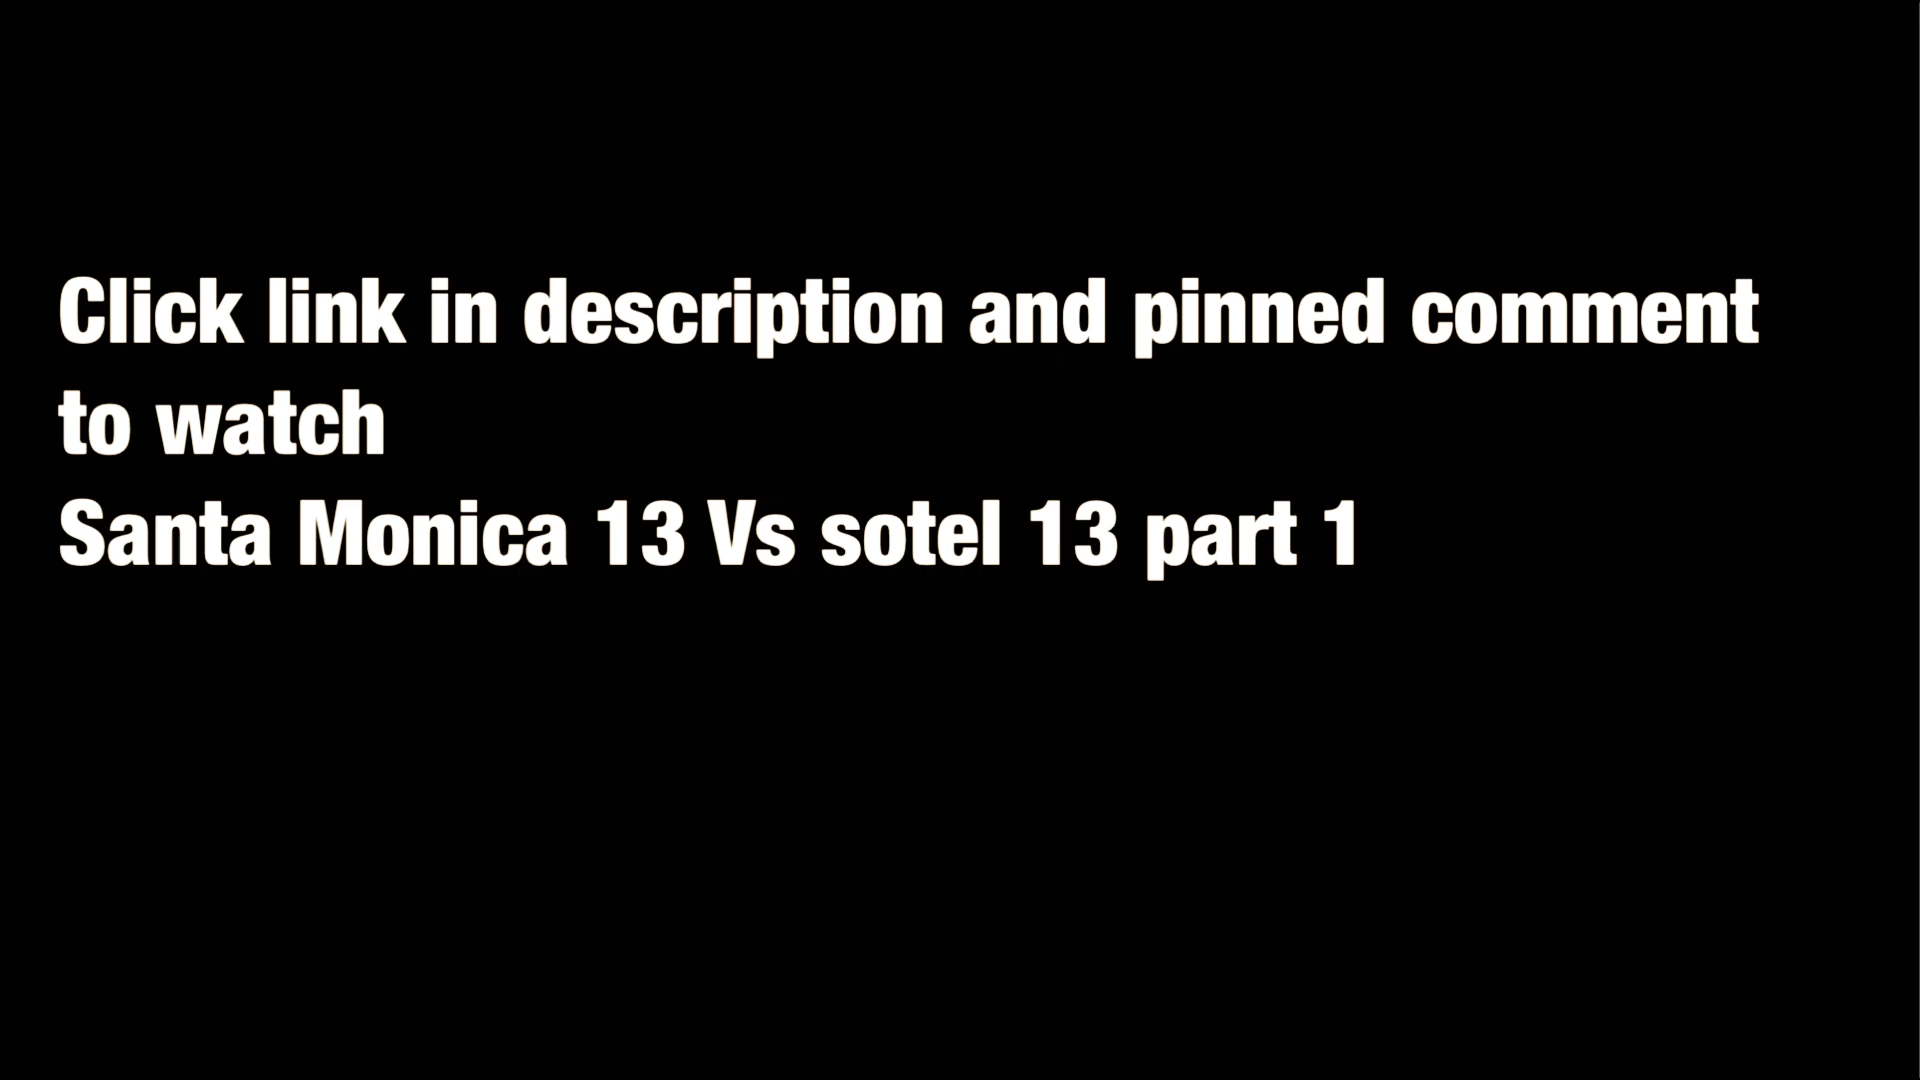 Click link in description and pinned comment
to watch
Santa Monica 13 Vs sotel 13 part 1